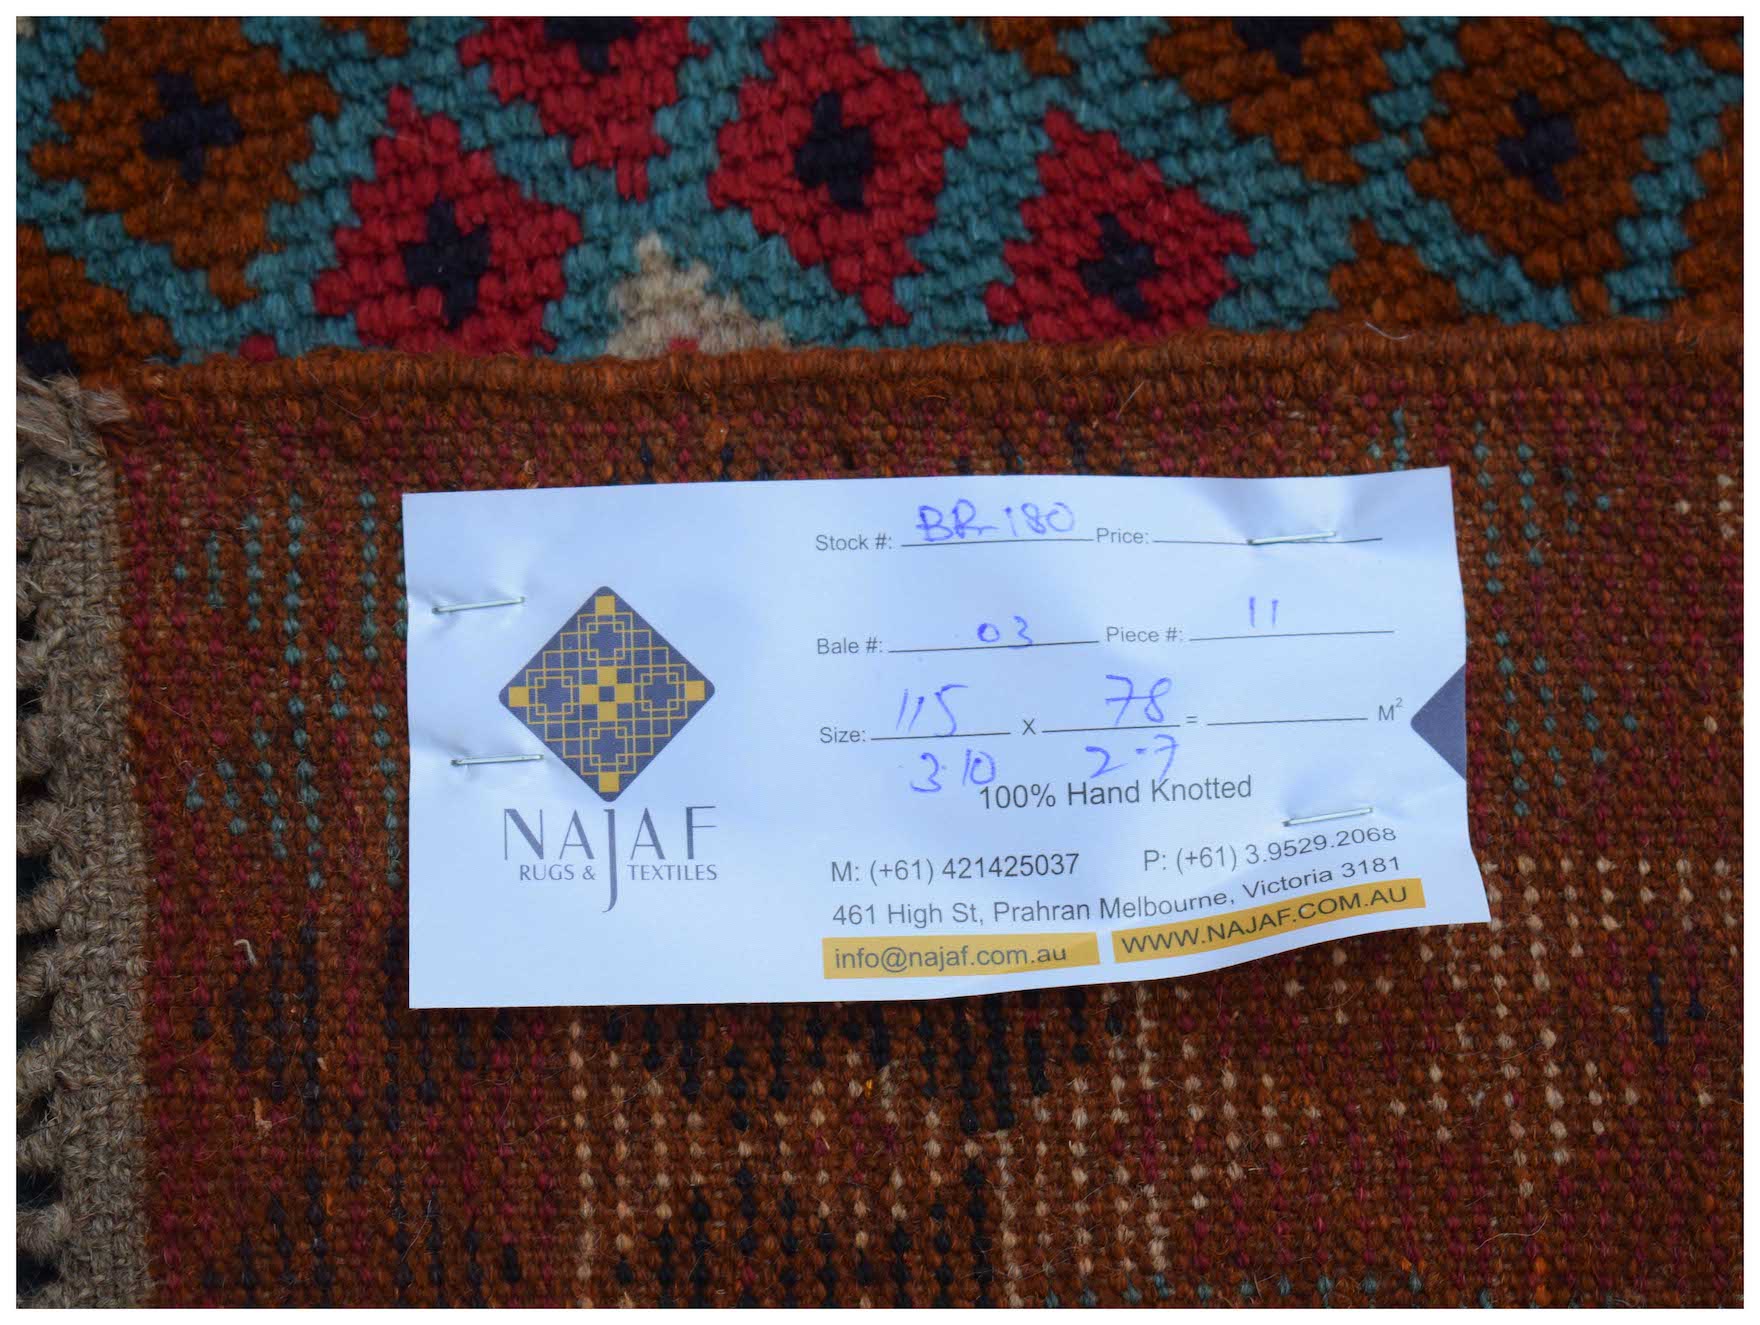 NAJAF
RUGS & TEXTILES
Stock #: BR-180 Price:
Bale #: 03 Piece #: 11
Size: 115 X 78 = M²
3·10 2-7
100% Hand Knotted
M: (+61) 421425037 P: (+61) 3.9529.2068
461 High St, Prahran Melbourne, Victoria 3181
info@najaf.com.au WWW.NAJAF.COM.AU